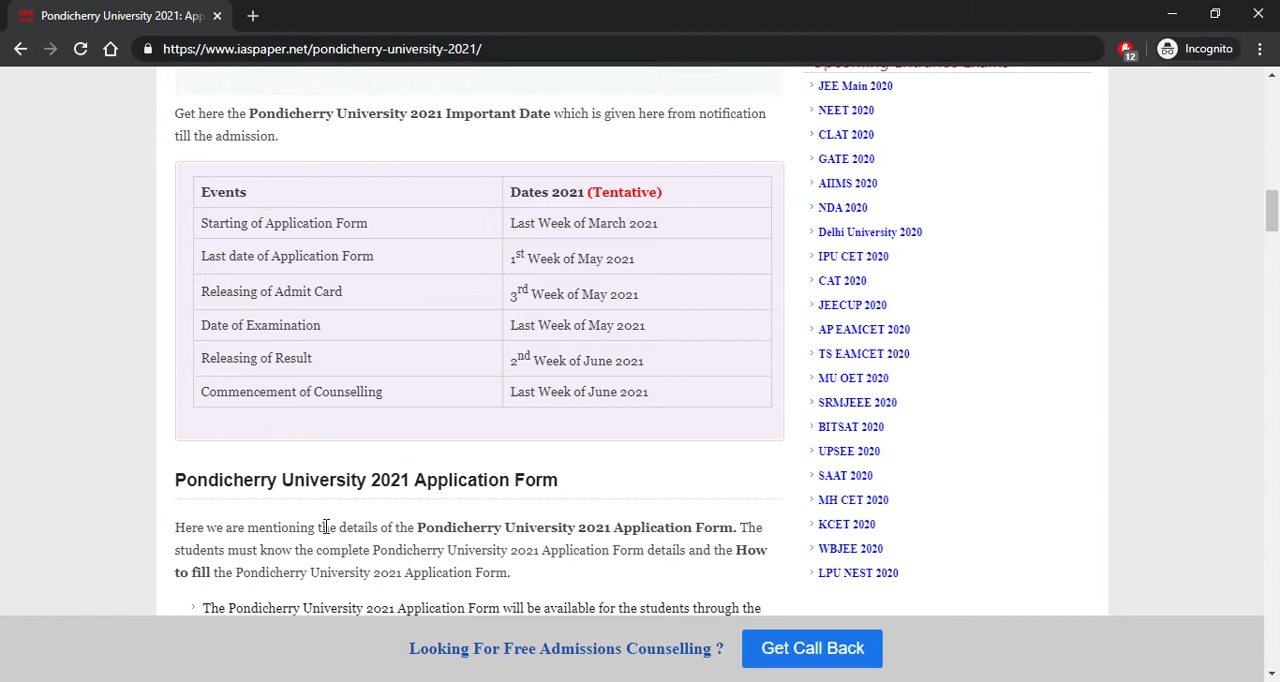 Pondicherry University 2021: App
https://www.iaspaper.net/pondicherry-university-2021/
12
Incognito
Get here the Pondicherry University 2021 Important Date which is given here from notification
till the admission.
Events Dates 2021 (Tentative)
Starting of Application Form Last Week of March 2021
Last date of Application Form 1st Week of May 2021
Releasing of Admit Card 3rd Week of May 2021
Date of Examination Last Week of May 2021
Releasing of Result 2nd Week of June 2021
Commencement of Counselling Last Week of June 2021
Pondicherry University 2021 Application Form
Here we are mentioning the details of the Pondicherry University 2021 Application Form. The
students must know the complete Pondicherry University 2021 Application Form details and the How
to fill the Pondicherry University 2021 Application Form.
The Pondicherry University 2021 Application Form will be available for the students through the
Upcoming Entrance Exams
JEE Main 2020
NEET 2020
CLAT 2020
GATE 2020
AIIMS 2020
NDA 2020
Delhi University 2020
IPU CET 2020
CAT 2020
JEECUP 2020
AP EAMCET 2020
TS EAMCET 2020
MU OET 2020
SRMJEEE 2020
BITSAT 2020
UPSEE 2020
SAAT 2020
MH CET 2020
KCET 2020
WBJEE 2020
LPU NEST 2020
Looking For Free Admissions Counselling ?
Get Call Back